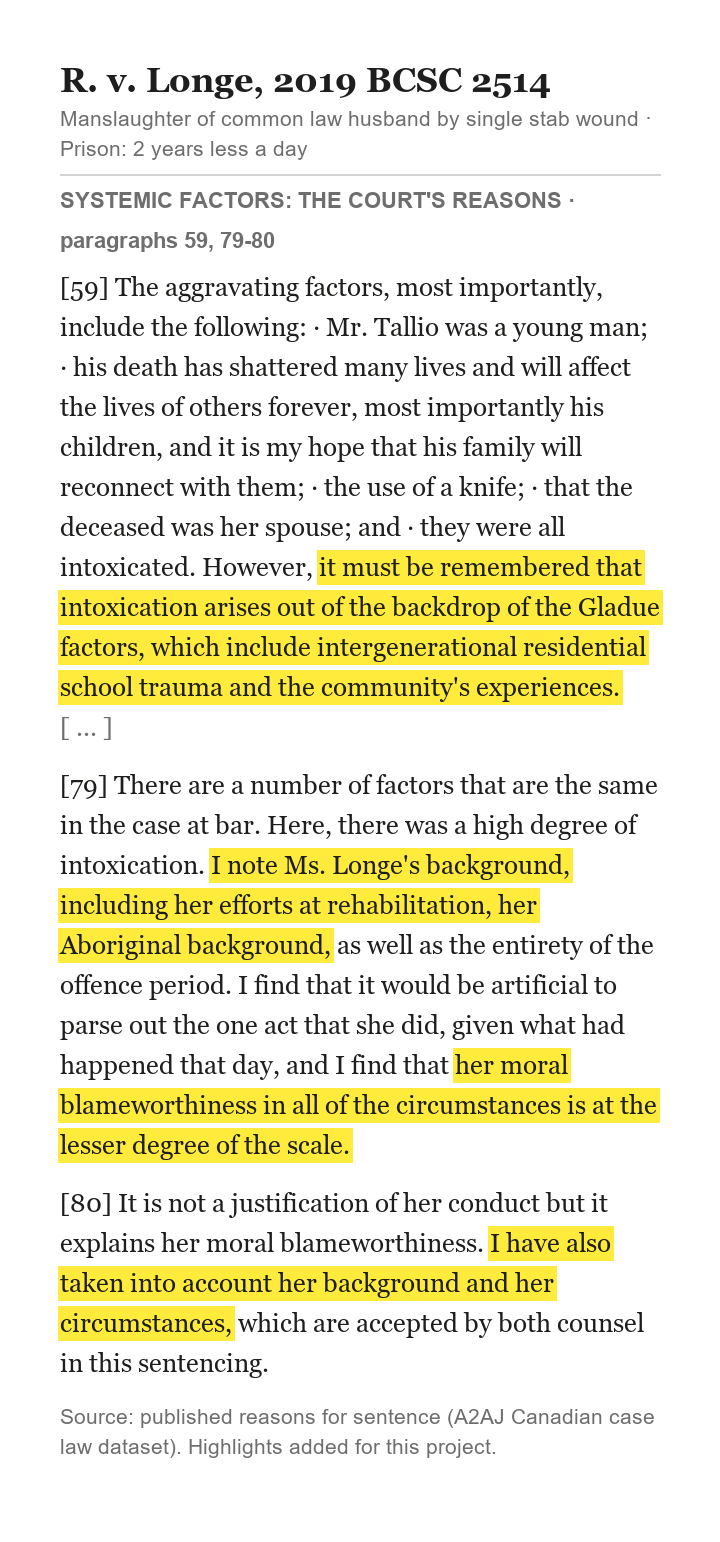 R. v. Longe, 2019 BCSC 2514
Manslaughter of common law husband by single stab wound ·
Prison: 2 years less a day
SYSTEMIC FACTORS: THE COURT'S REASONS ·
paragraphs 59, 79-80
[59] The aggravating factors, most importantly,
include the following: · Mr. Tallio was a young man;
· his death has shattered many lives and will affect
the lives of others forever, most importantly his
children, and it is my hope that his family will
reconnect with them; · the use of a knife; · that the
deceased was her spouse; and · they were all
intoxicated. However, it must be remembered that
intoxication arises out of the backdrop of the Gladue
factors, which include intergenerational residential
school trauma and the community's experiences.
[ ... ]
[79] There are a number of factors that are the same
in the case at bar. Here, there was a high degree of
intoxication. I note Ms. Longe's background,
including her efforts at rehabilitation, her
Aboriginal background, as well as the entirety of the
offence period. I find that it would be artificial to
parse out the one act that she did, given what had
happened that day, and I find that her moral
blameworthiness in all of the circumstances is at the
lesser degree of the scale.
[80] It is not a justification of her conduct but it
explains her moral blameworthiness. I have also
taken into account her background and her
circumstances, which are accepted by both counsel
in this sentencing.
Source: published reasons for sentence (A2AJ Canadian case
law dataset). Highlights added for this project.